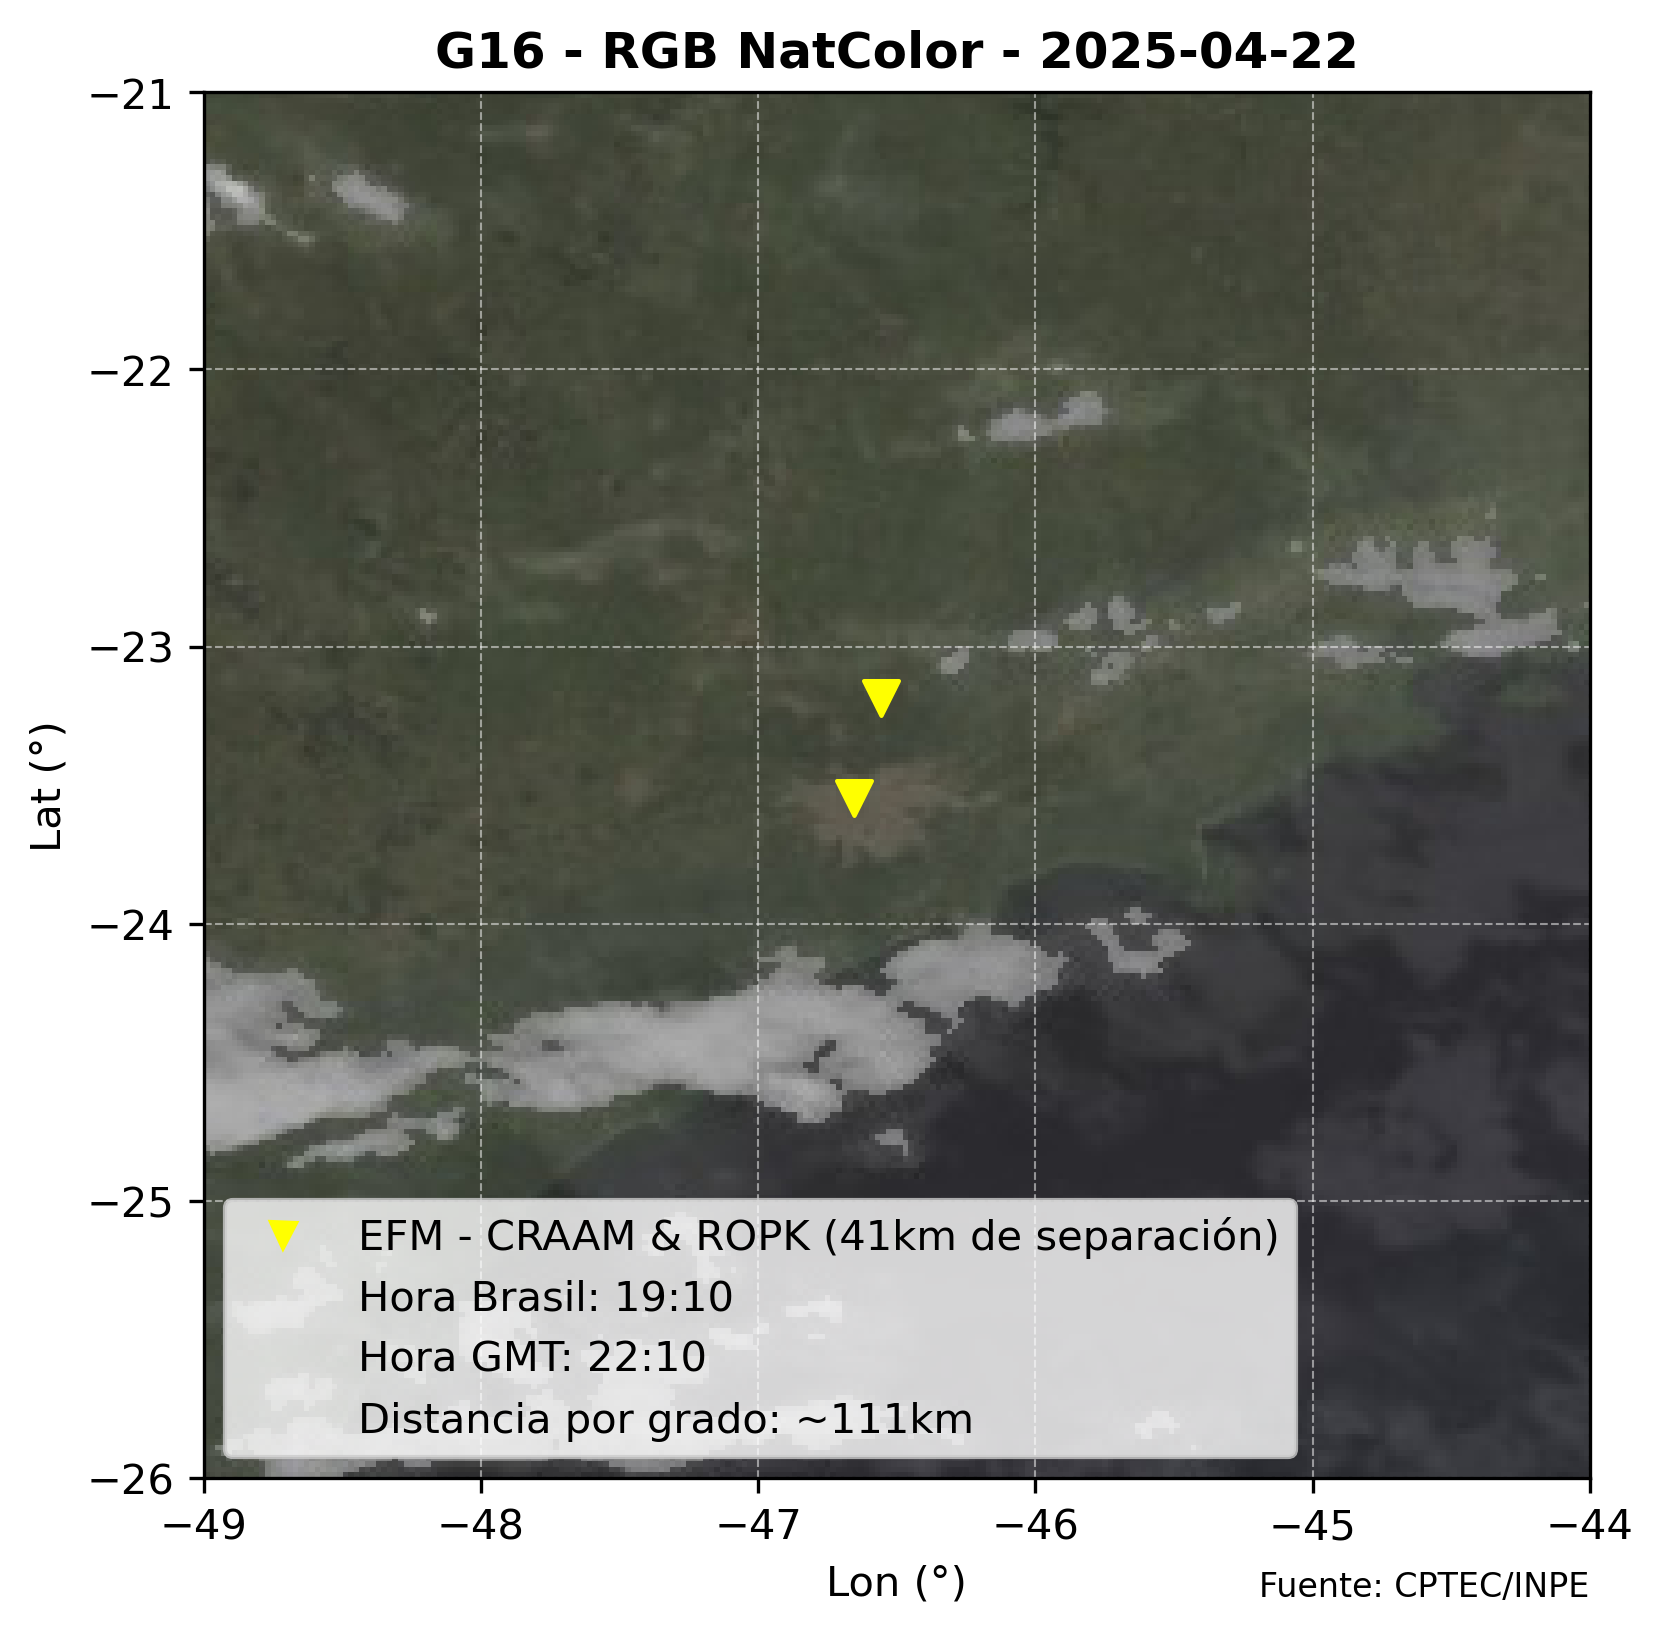 G16 - RGB NatColor - 2025-04-22
−21
−22
−23
−24
−25
−26
Lat (°)
EFM - CRAAM & ROPK (41km de separación)
Hora Brasil: 19:10
Hora GMT: 22:10
Distancia por grado: ~111km
−49 −48 −47 −46 −45 −44
Lon (°)
Fuente: CPTEC/INPE